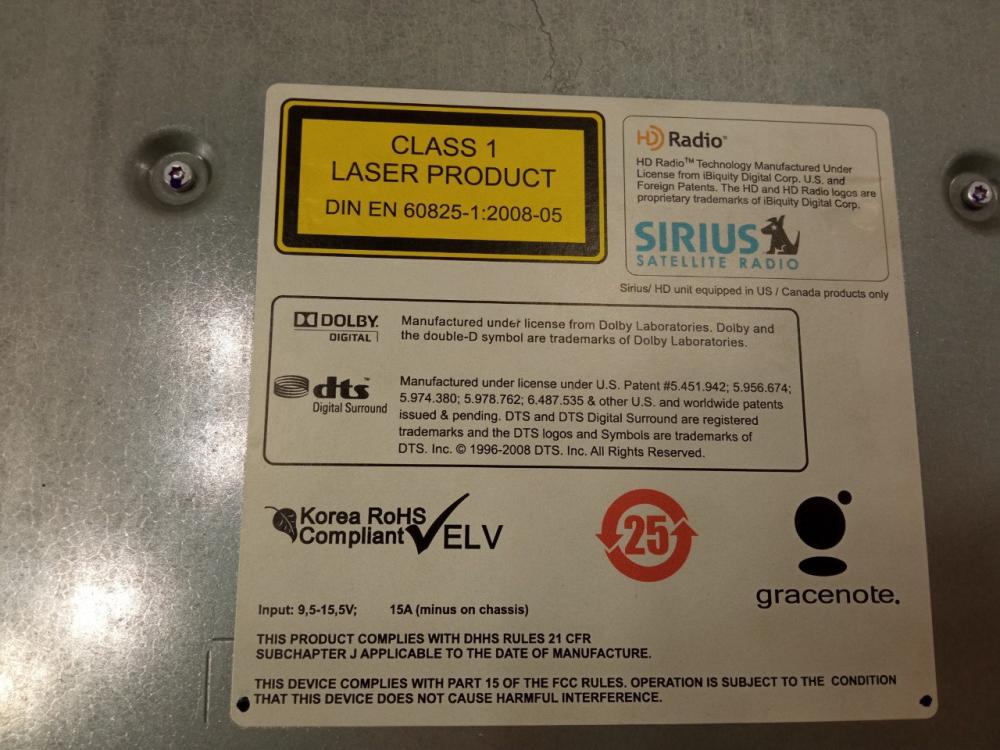 CLASS 1
LASER PRODUCT
DIN EN 60825-1:2008-05
HD Radio™
HD Radio™ Technology Manufactured Under
License from iBiquity Digital Corp. U.S. and
Foreign Patents. The HD and HD Radio logos are
proprietary trademarks of iBiquity Digital Corp.
SIRIUS
SATELLITE RADIO
Sirius/ HD unit equipped in US / Canada products only
DOLBY.
DIGITAL
Manufactured under license from Dolby Laboratories. Dolby and
the double-D symbol are trademarks of Dolby Laboratories.
dts™
Digital Surround
Manufactured under license under U.S. Patent #5.451.942; 5.956.674;
5.974.380; 5.978.762; 6.487.535 & other U.S. and worldwide patents
issued & pending. DTS and DTS Digital Surround are registered
trademarks and the DTS logos and Symbols are trademarks of
DTS. Inc. © 1996-2008 DTS. Inc. All Rights Reserved.
Korea RoHS
Compliant
ELV
25
gracenote.
Input: 9,5-15,5V; 15A (minus on chassis)
THIS PRODUCT COMPLIES WITH DHHS RULES 21 CFR
SUBCHAPTER J APPLICABLE TO THE DATE OF MANUFACTURE.
THIS DEVICE COMPLIES WITH PART 15 OF THE FCC RULES. OPERATION IS SUBJECT TO THE CONDITION
THAT THIS DEVICE DOES NOT CAUSE HARMFUL INTERFERENCE.